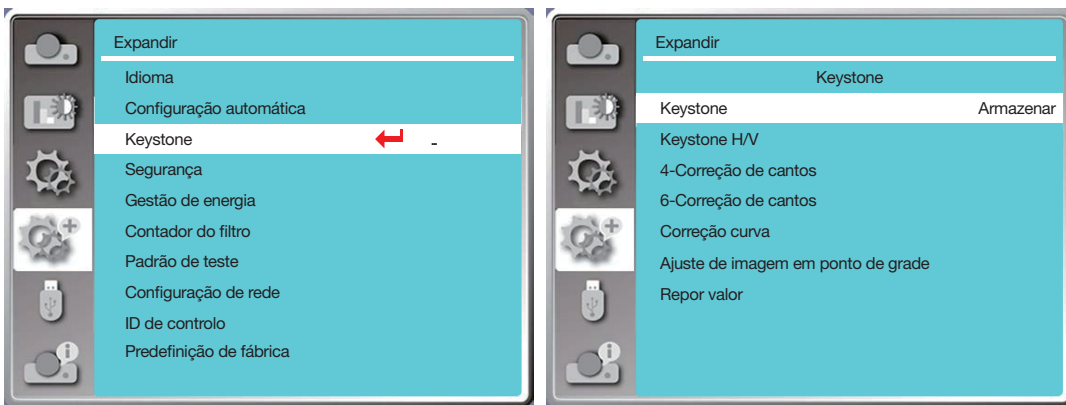 Expandir
Idioma
Configuração automática
Keystone -
Segurança
Gestão de energia
Contador do filtro
Padrão de teste
Configuração de rede
ID de controlo
Predefinição de fábrica
Expandir
Keystone
Keystone Armazenar
Keystone H/V
4-Correção de cantos
6-Correção de cantos
Correção curva
Ajuste de imagem em ponto de grade
Repor valor